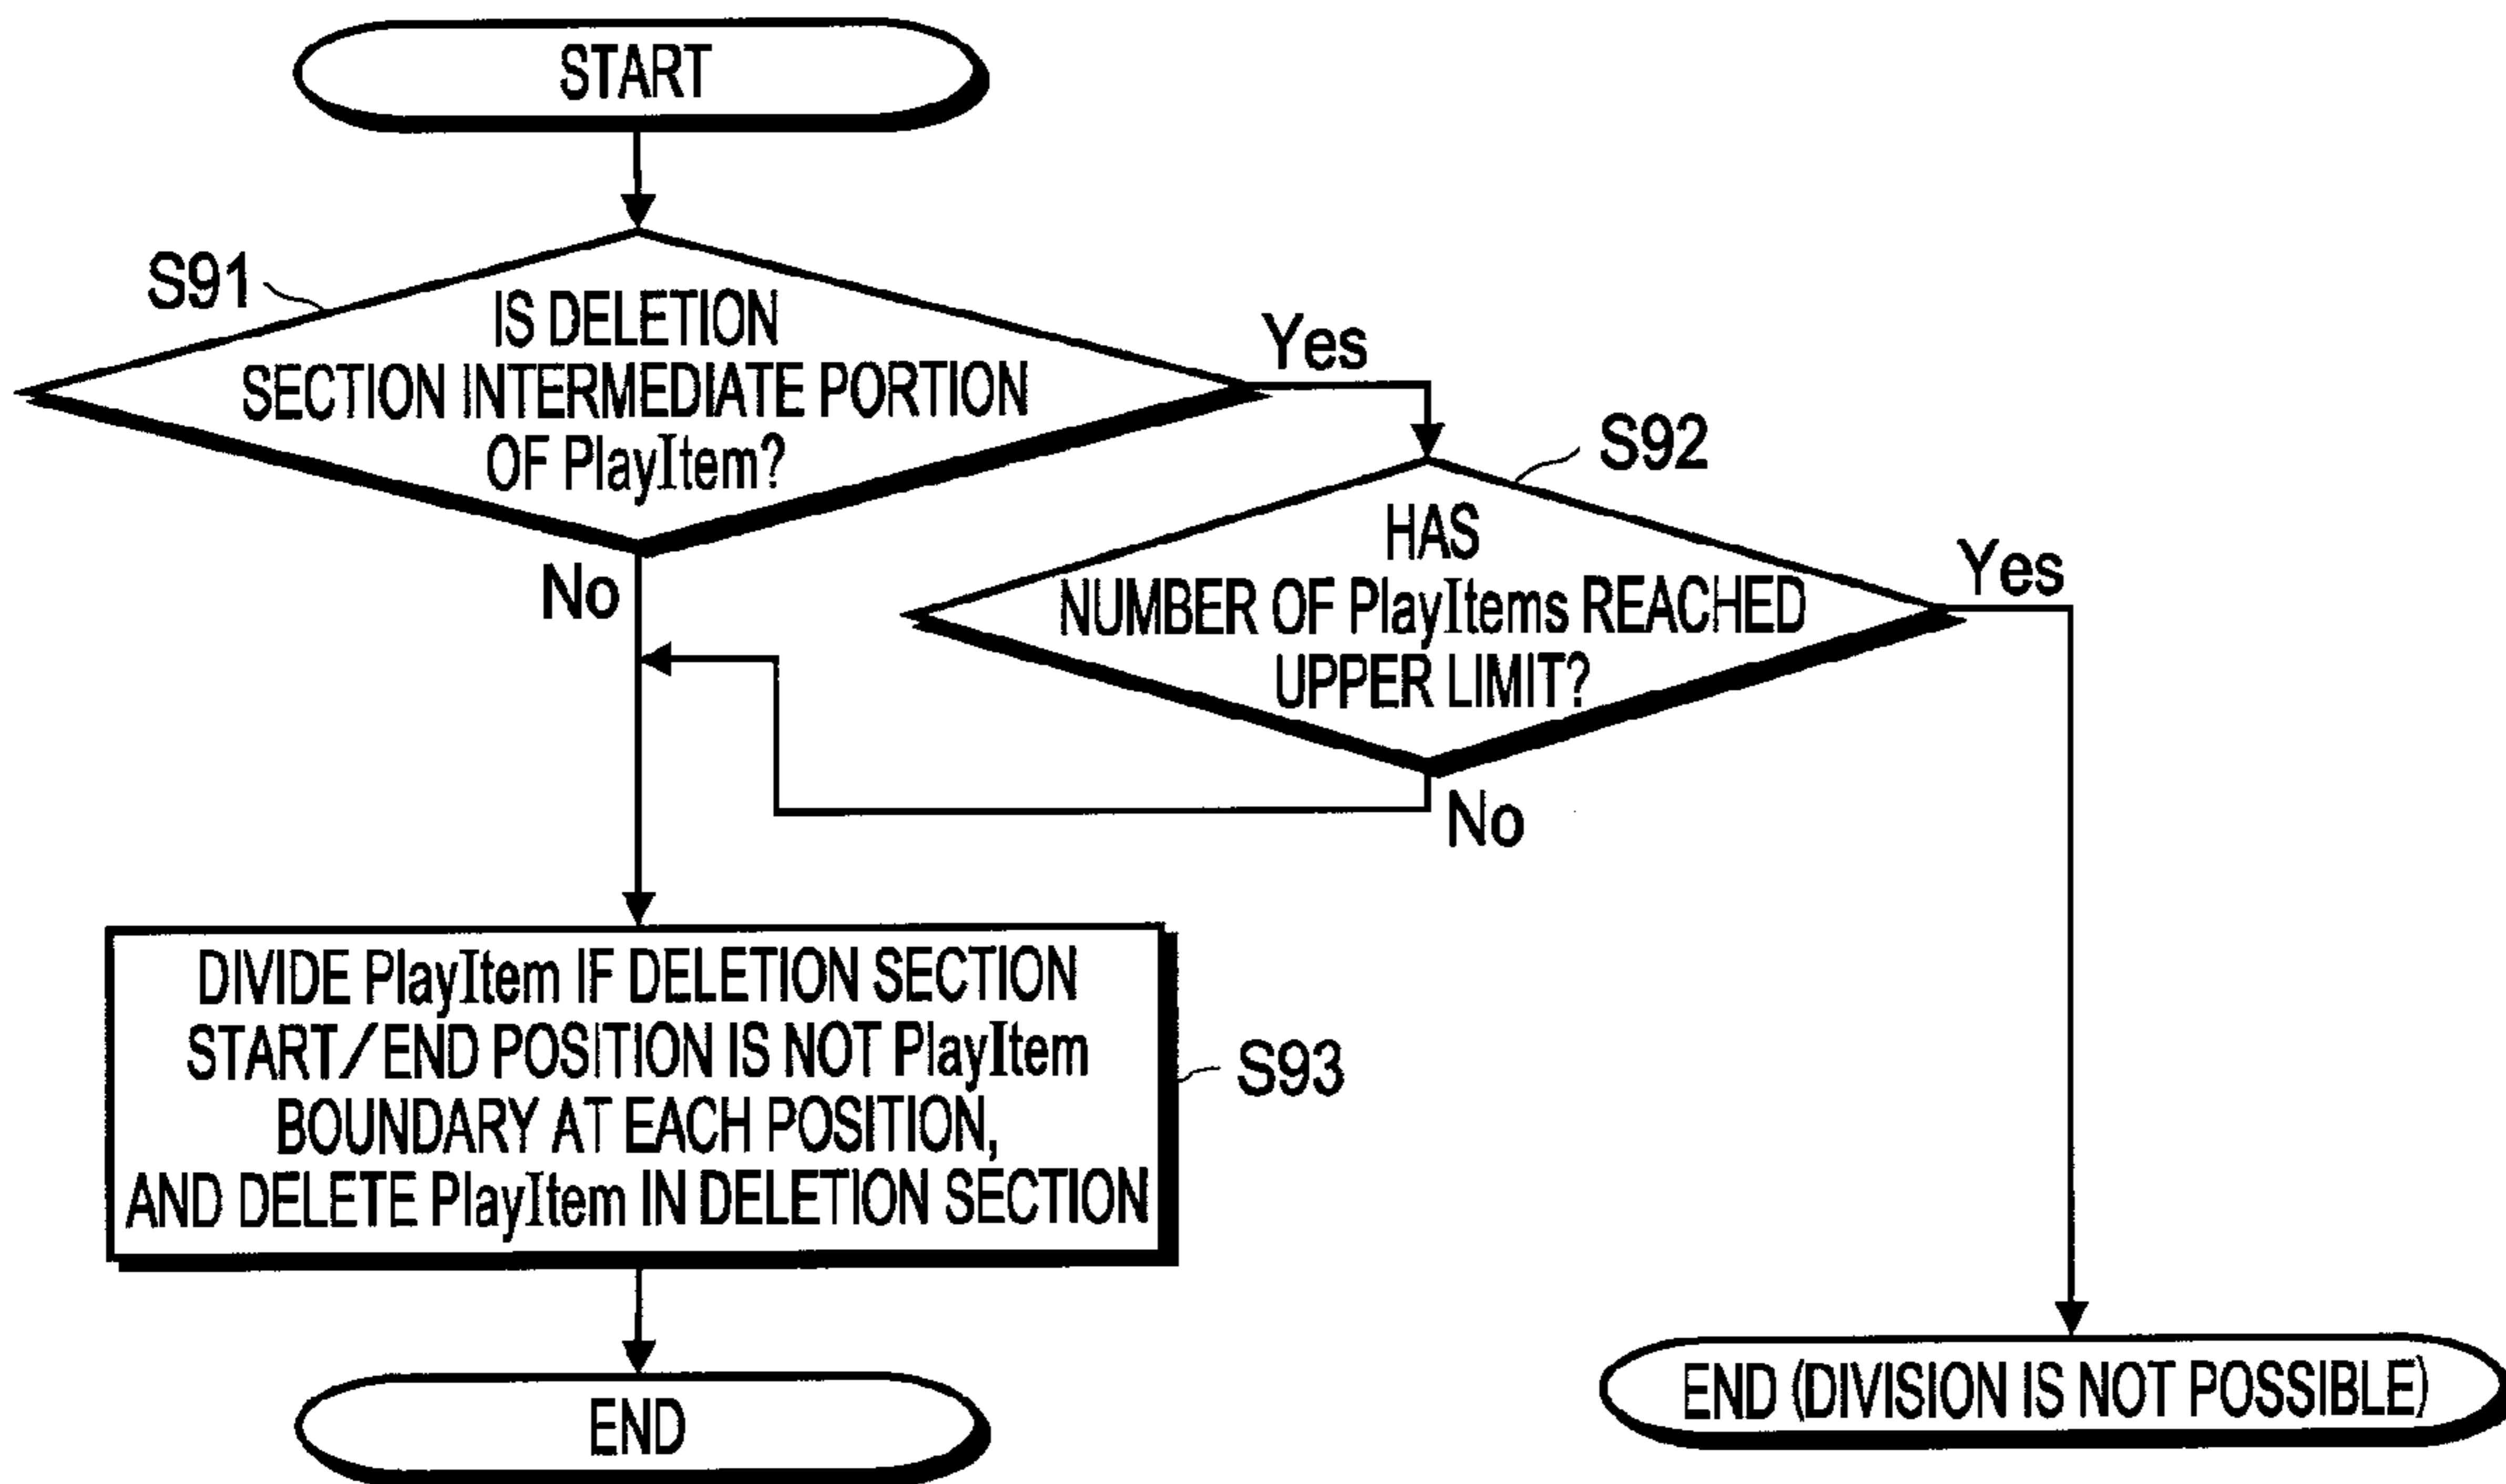 START
S91
IS DELETION
SECTION INTERMEDIATE PORTION
OF PlayItem?
Yes
No
S92
HAS
NUMBER OF PlayItems REACHED
UPPER LIMIT?
Yes
No
DIVIDE PlayItem IF DELETION SECTION
START/END POSITION IS NOT PlayItem
BOUNDARY AT EACH POSITION,
AND DELETE PlayItem IN DELETION SECTION
S93
END
END (DIVISION IS NOT POSSIBLE)